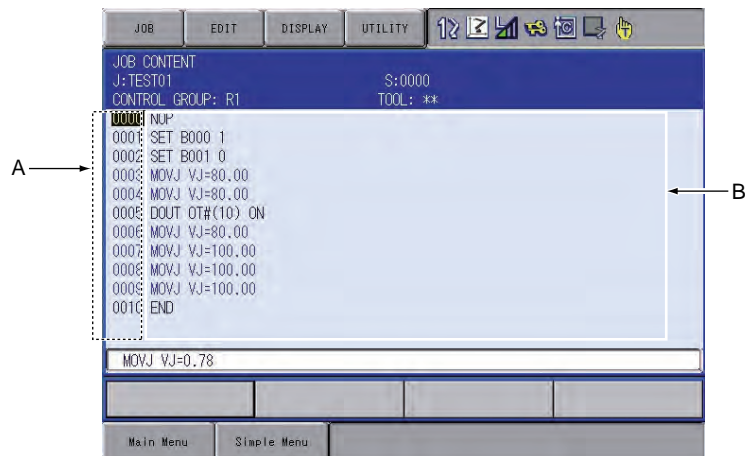 JOB EDIT DISPLAY UTILITY
JOB CONTENT
J:TEST01 S:0000
CONTROL GROUP: R1 TOOL: **
0000 NOP
0001 SET B000 1
0002 SET B001 0
0003 MOVJ VJ=80.00
0004 MOVJ VJ=80.00
0005 DOUT OT#(10) ON
0006 MOVJ VJ=80.00
0007 MOVJ VJ=100.00
0008 MOVJ VJ=100.00
0009 MOVJ VJ=100.00
0010 END
A
B
MOVJ VJ=0.78
Main Menu Simple Menu